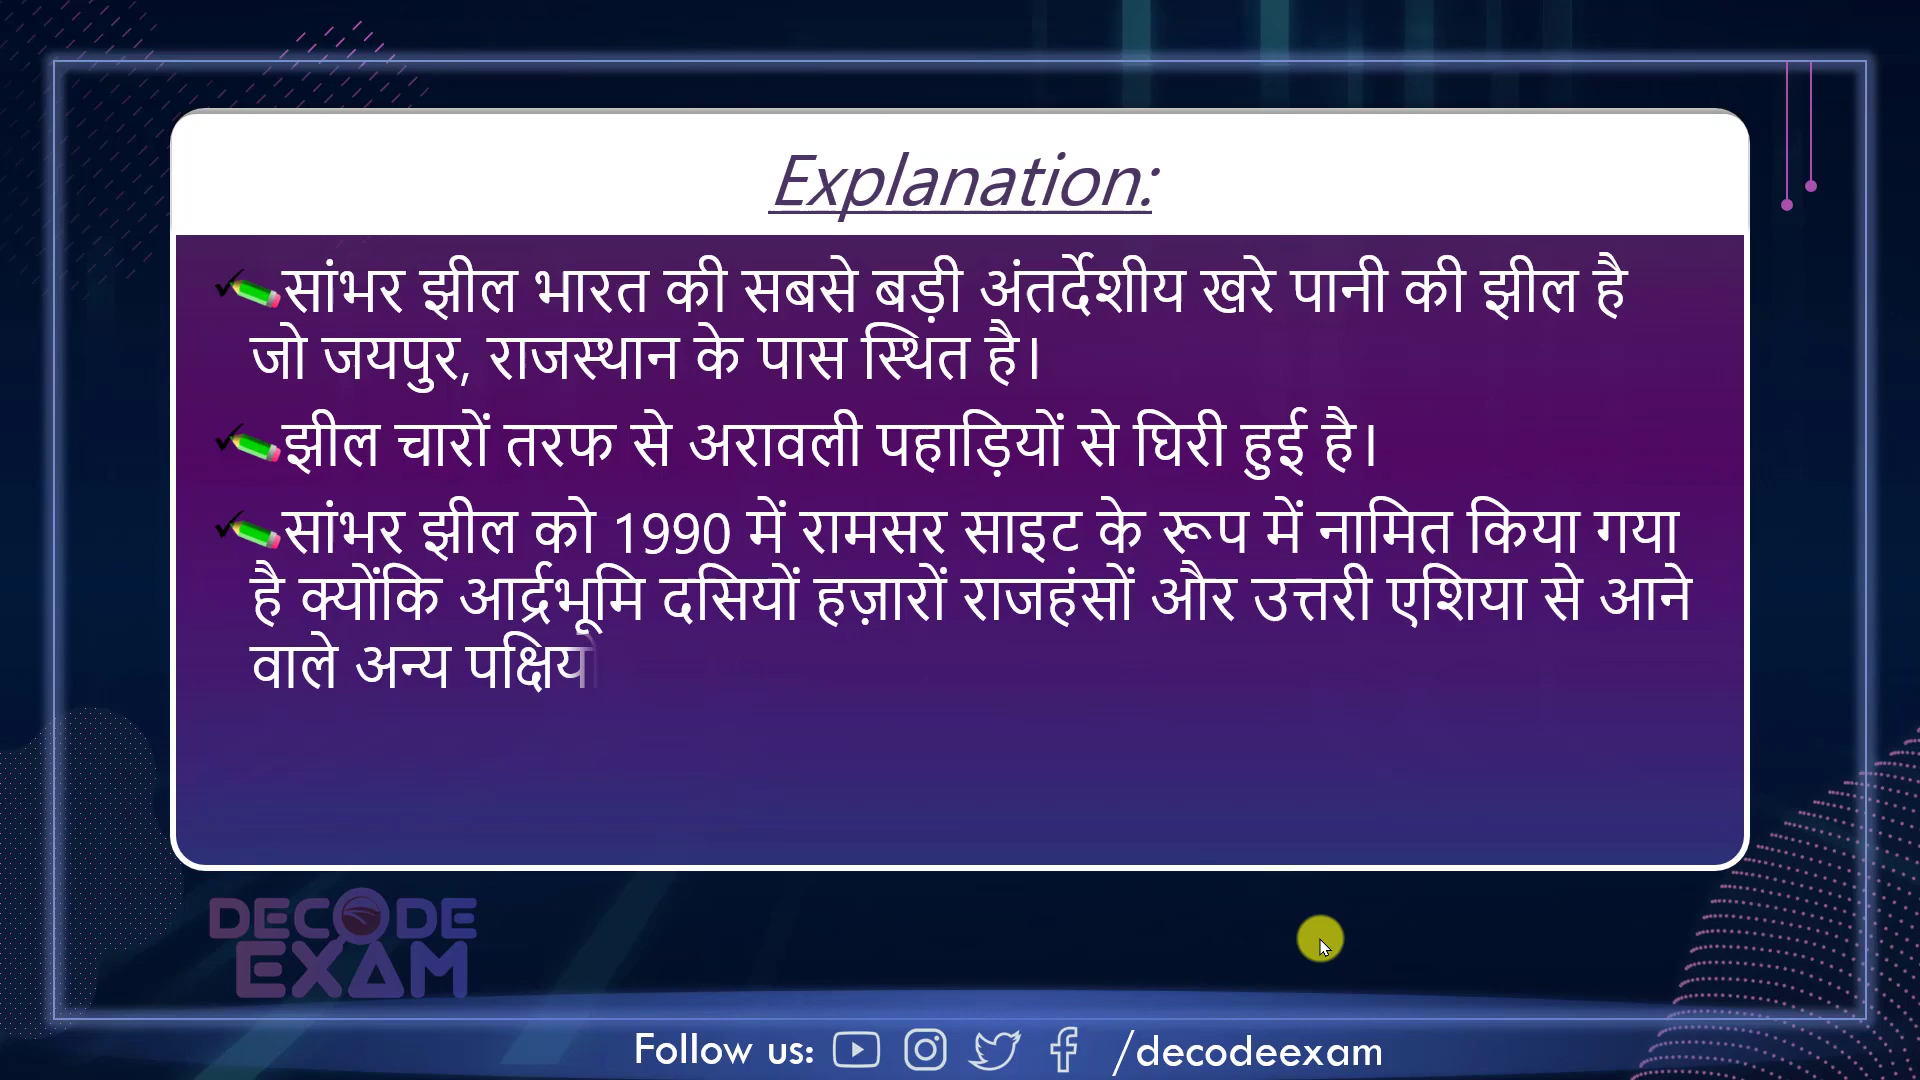 Explanation:
सांभर झील भारत की सबसे बड़ी अंतर्देशीय खरे पानी की झील है
जो जयपुर, राजस्थान के पास स्थित है।
झील चारों तरफ से अरावली पहाड़ियों से घिरी हुई है।
सांभर झील को 1990 में रामसर साइट के रूप में नामित किया गया
है क्योंकि आर्द्रभूमि दसियों हज़ारों राजहंसों और उत्तरी एशिया से आने
वाले अन्य
DECODE
EXAM
Follow us: /decodeexam